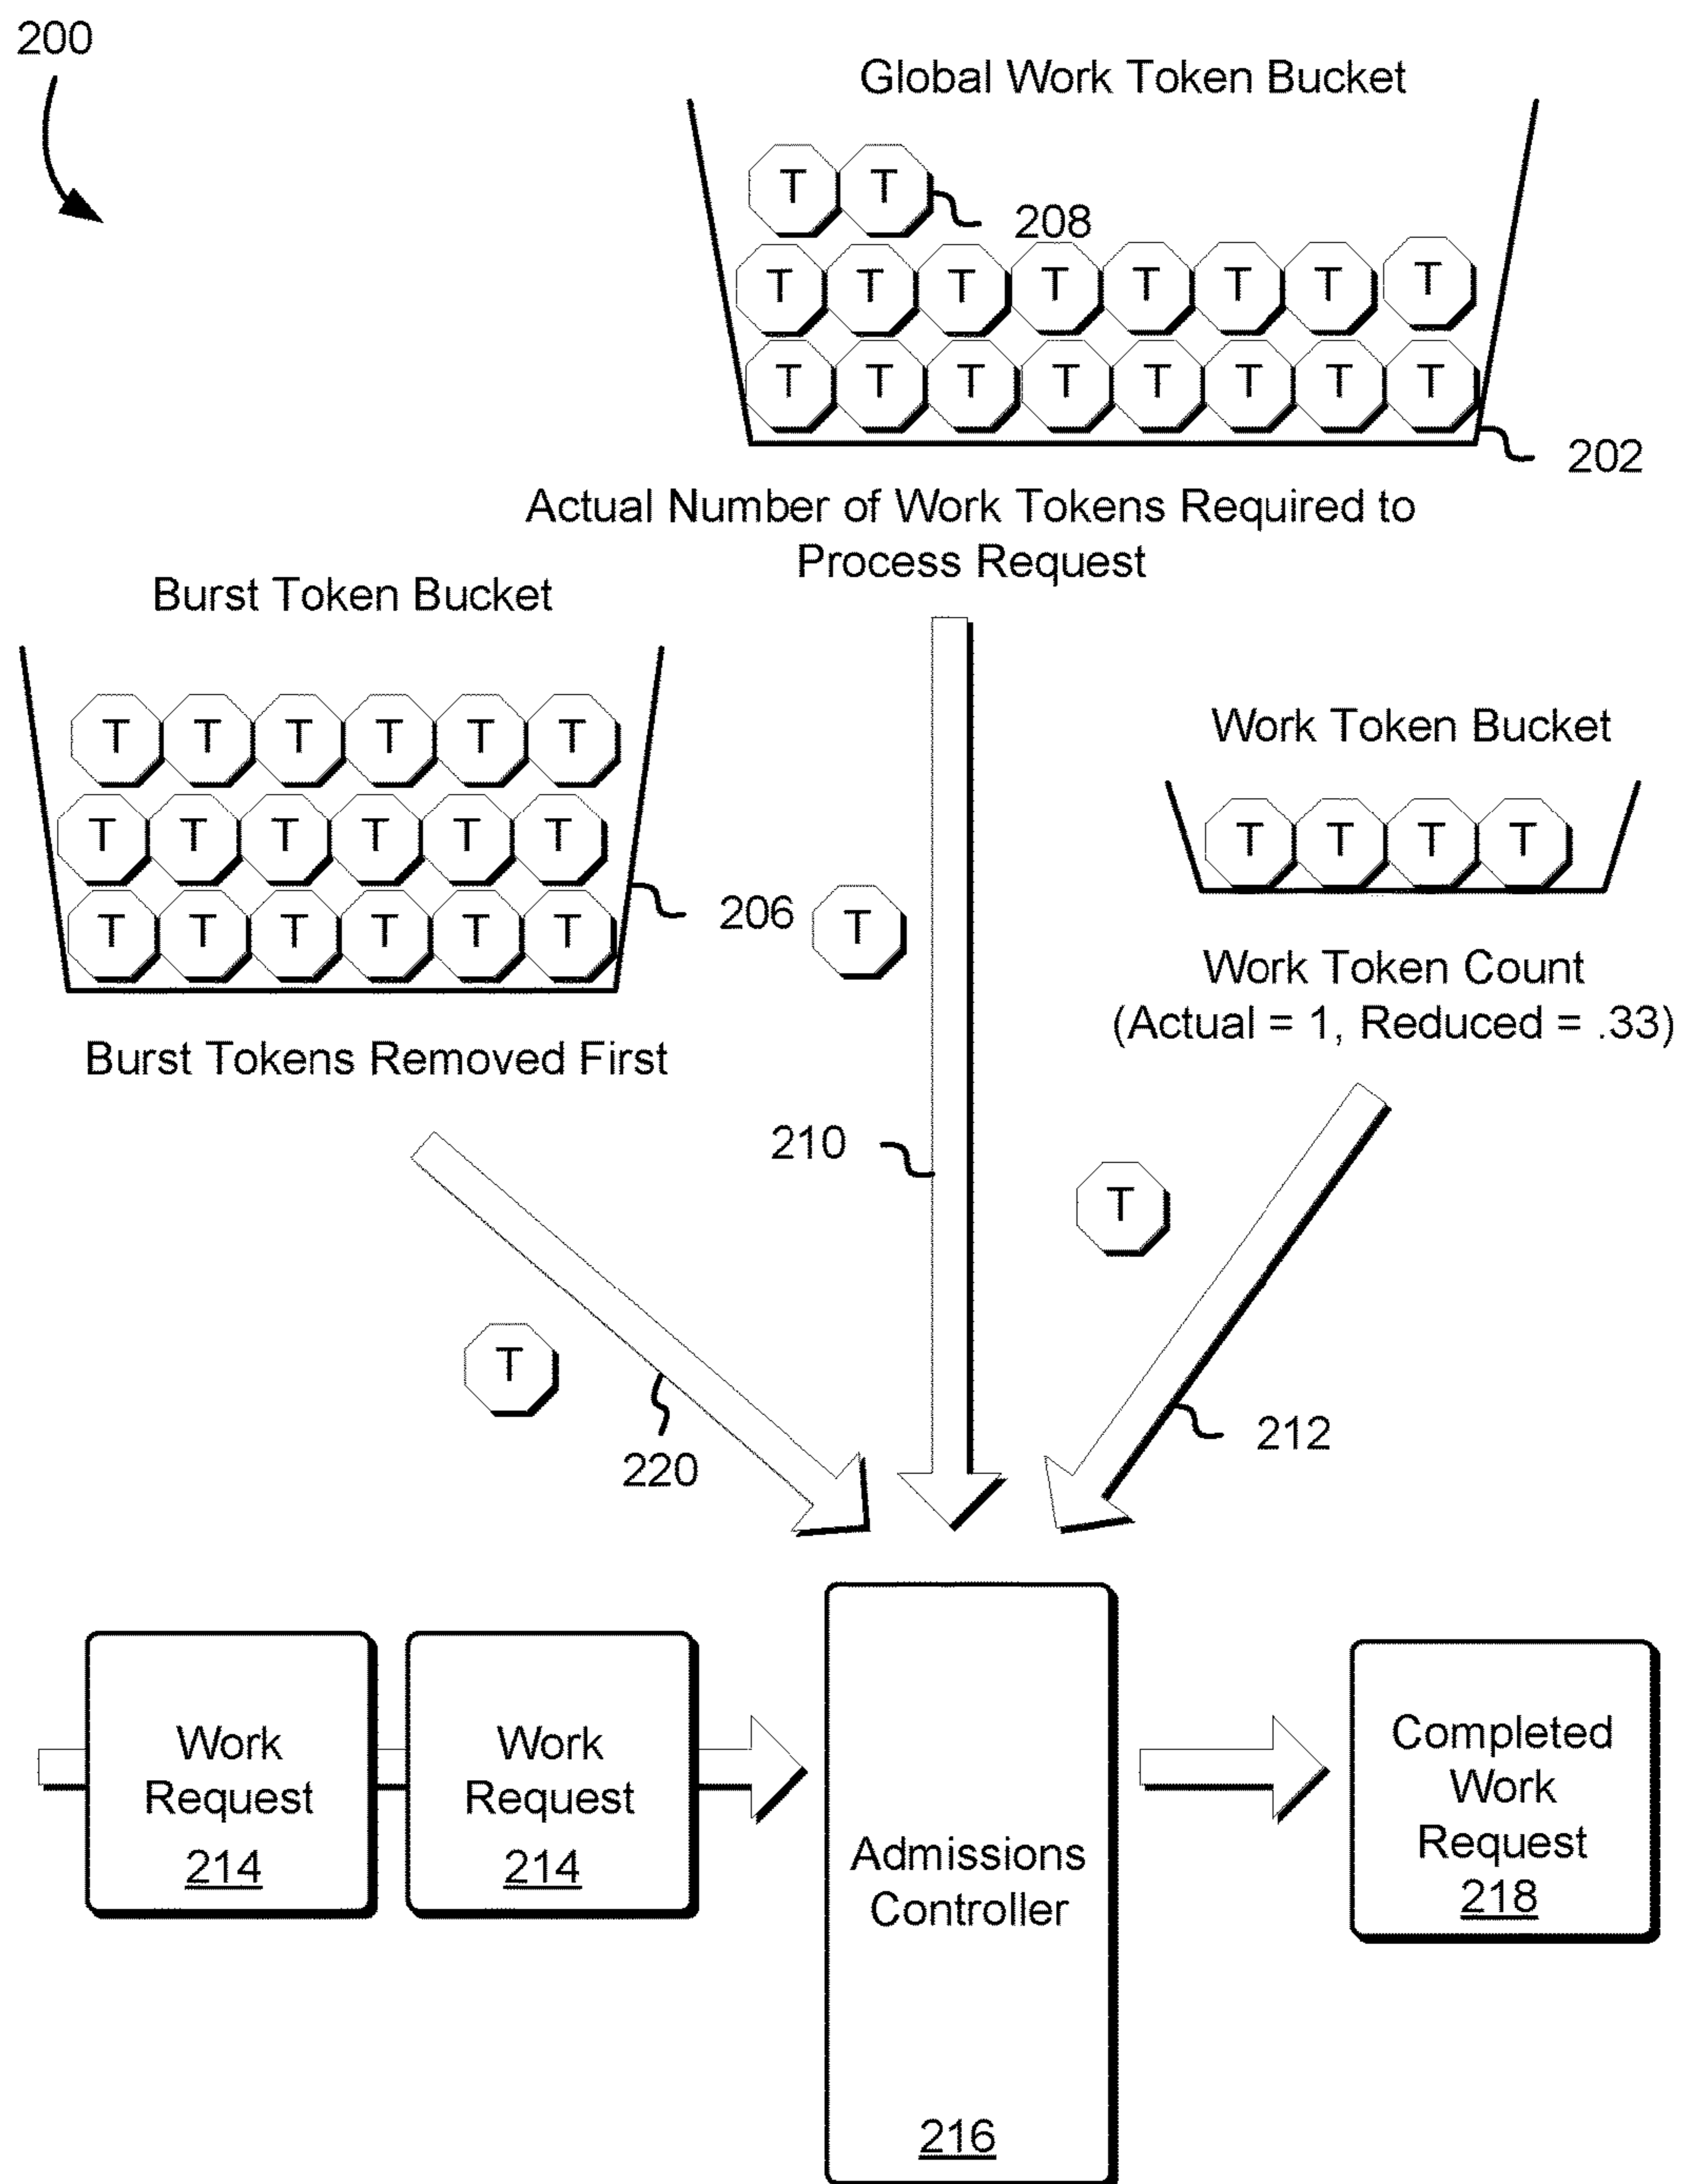 200
Global Work Token Bucket
T T
208
T T T T T T T T
T T T T T T T T
202
Actual Number of Work Tokens Required to
Process Request
Burst Token Bucket
T T T T T T
T T T T T T
T T T T T T
206
Burst Tokens Removed First
T
Work Token Bucket
T T T T
Work Token Count
(Actual = 1, Reduced = .33)
210
T
T
220
212
Work
Request
214
Work
Request
214
Admissions
Controller
216
Completed
Work
Request
218